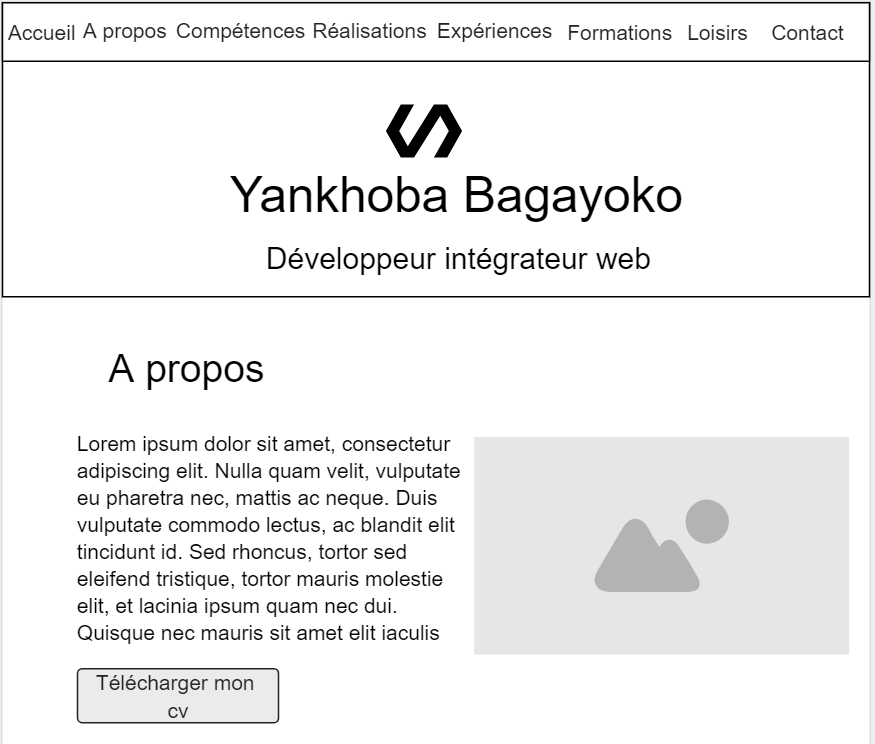 Accueil A propos Compétences Réalisations Expériences Formations Loisirs Contact
Yankhoba Bagayoko
Développeur intégrateur web
A propos
Lorem ipsum dolor sit amet, consectetur
adipiscing elit. Nulla quam velit, vulputate
eu pharetra nec, mattis ac neque. Duis
vulputate commodo lectus, ac blandit elit
tincidunt id. Sed rhoncus, tortor sed
eleifend tristique, tortor mauris molestie
elit, et lacinia ipsum quam nec dui.
Quisque nec mauris sit amet elit iaculis
Télécharger mon
cv